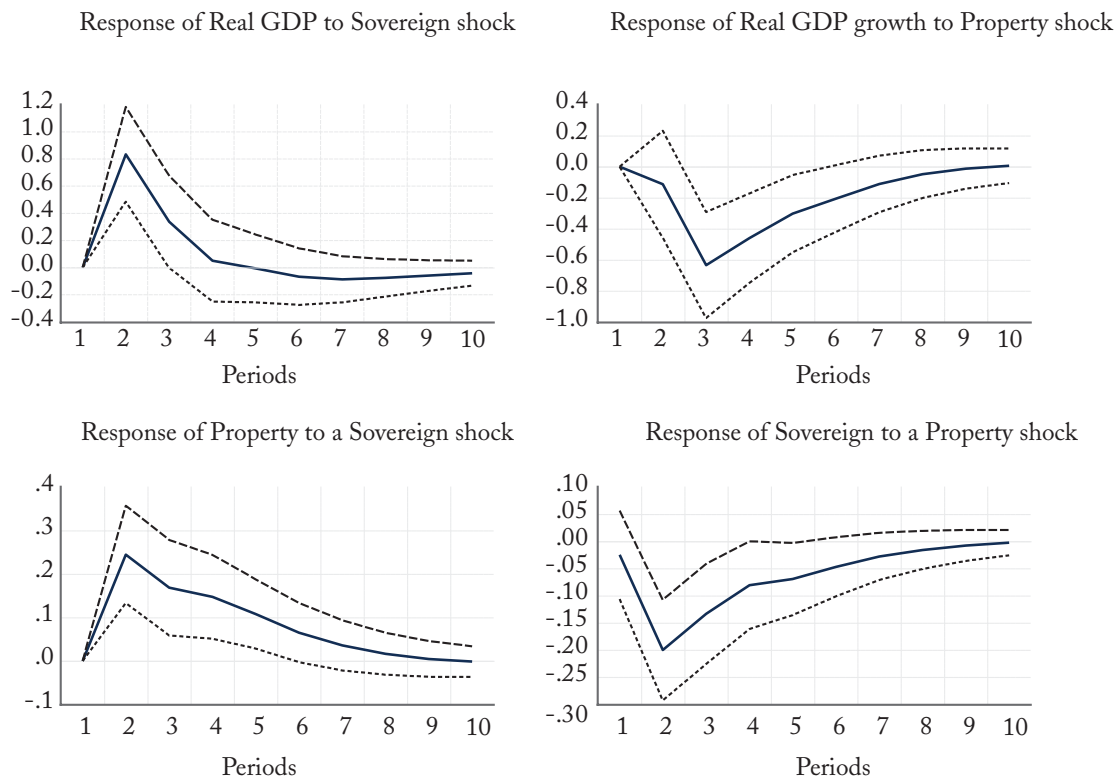 Response of Real GDP to Sovereign shock
1.2
1.0
0.8
0.6
0.4
0.2
0.0
-0.2
-0.4
1 2 3 4 5 6 7 8 9 10
Periods
Response of Real GDP growth to Property shock
0.4
0.2
0.0
-0.2
-0.4
-0.6
-0.8
-1.0
1 2 3 4 5 6 7 8 9 10
Periods
Response of Property to a Sovereign shock
.4
.3
.2
.1
.0
-.1
1 2 3 4 5 6 7 8 9 10
Periods
Response of Sovereign to a Property shock
.10
.05
.00
-.05
-.10
-.15
-.20
-.25
-.30
1 2 3 4 5 6 7 8 9 10
Periods